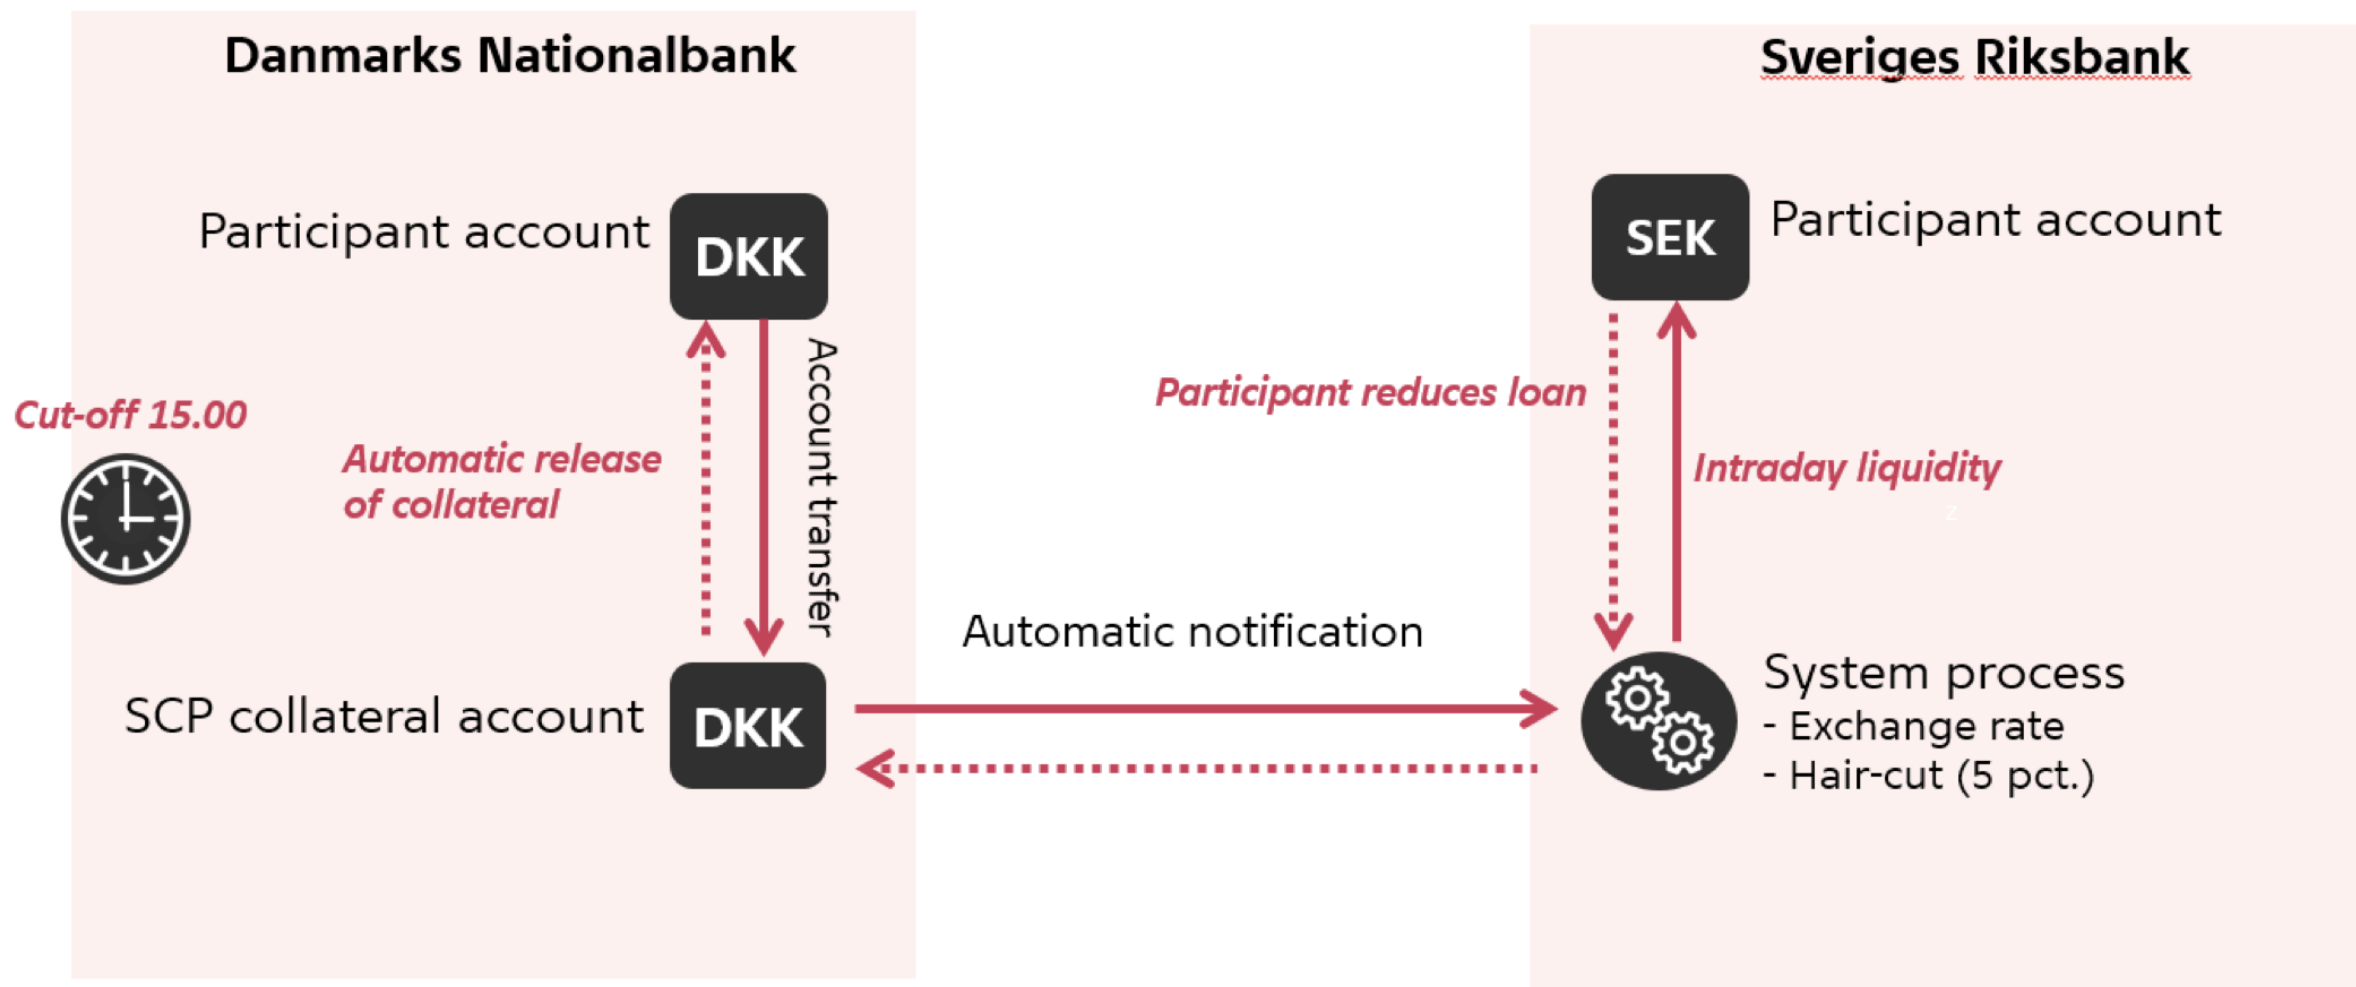 Danmarks Nationalbank
Sveriges Riksbank
Participant account
DKK
SEK
Participant account
Account transfer
Cut-off 15.00
Automatic release
of collateral
Participant reduces loan
Intraday liquidity
z
Automatic notification
SCP collateral account
DKK
System process
- Exchange rate
- Hair-cut (5 pct.)